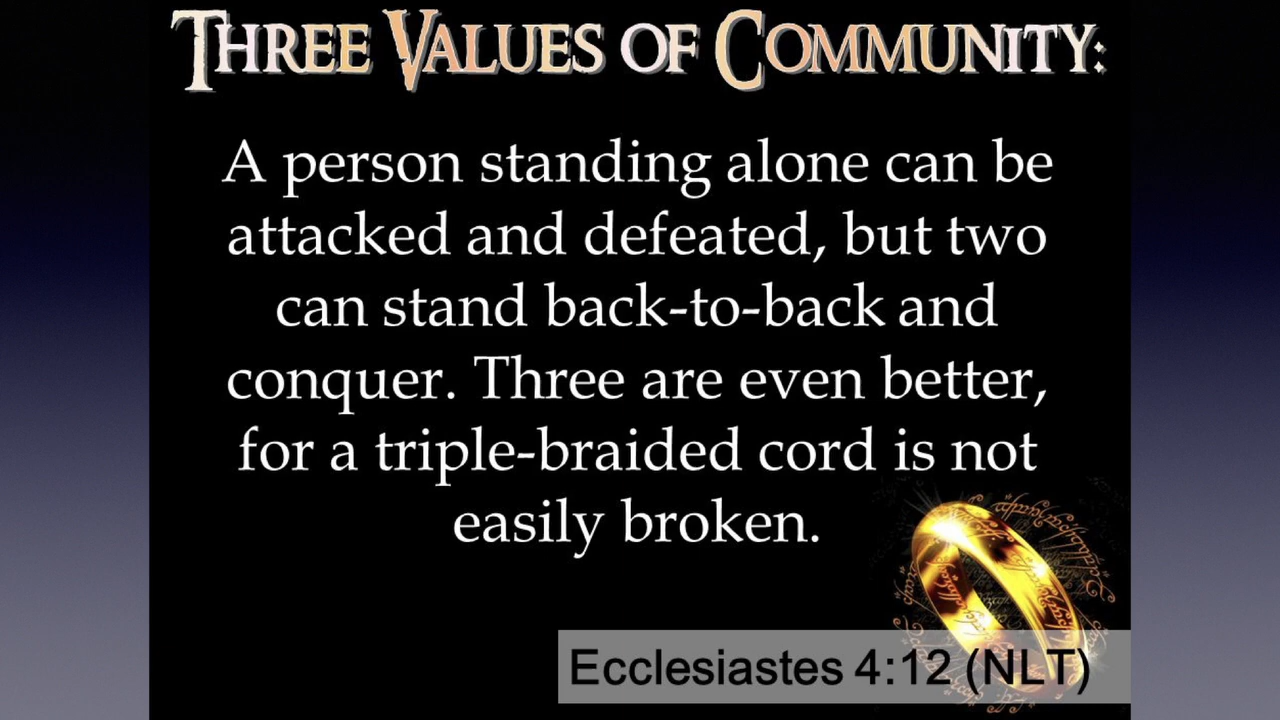 THREE VALUES OF COMMUNITY:
A person standing alone can be
attacked and defeated, but two
can stand back-to-back and
conquer. Three are even better,
for a triple-braided cord is not
easily broken.
Ecclesiastes 4:12 (NLT)